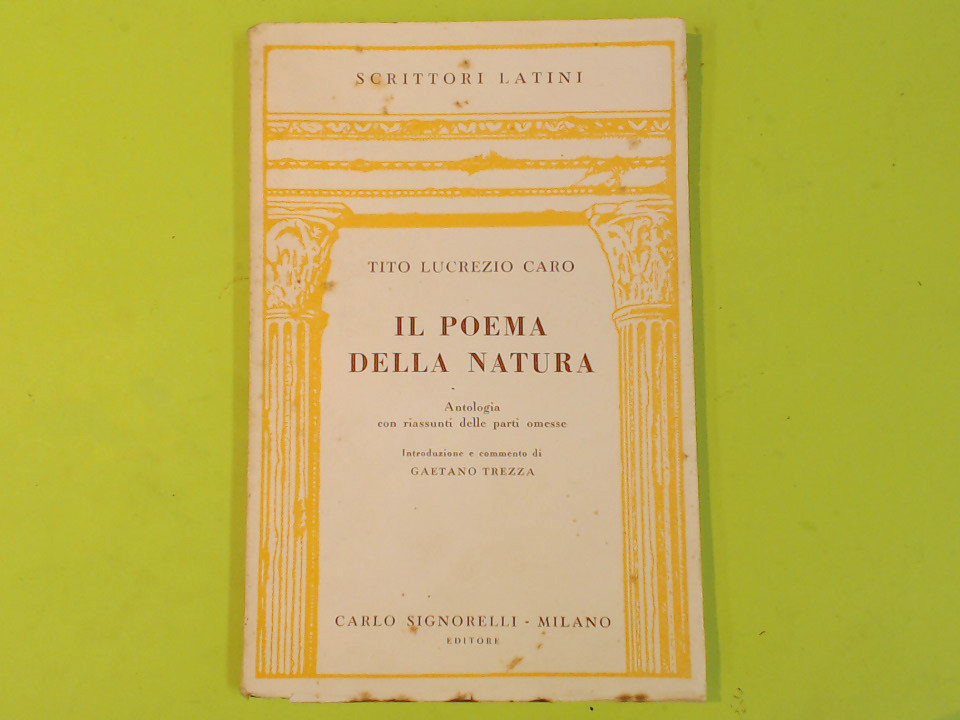 SCRITTORI LATINI
TITO LUCREZIO CARO
IL POEMA
DELLA NATURA
Antologia
con riassunti delle parti omesse
Introduzione e commento di
GAETANO TREZZA
CARLO SIGNORELLI - MILANO
EDITORE